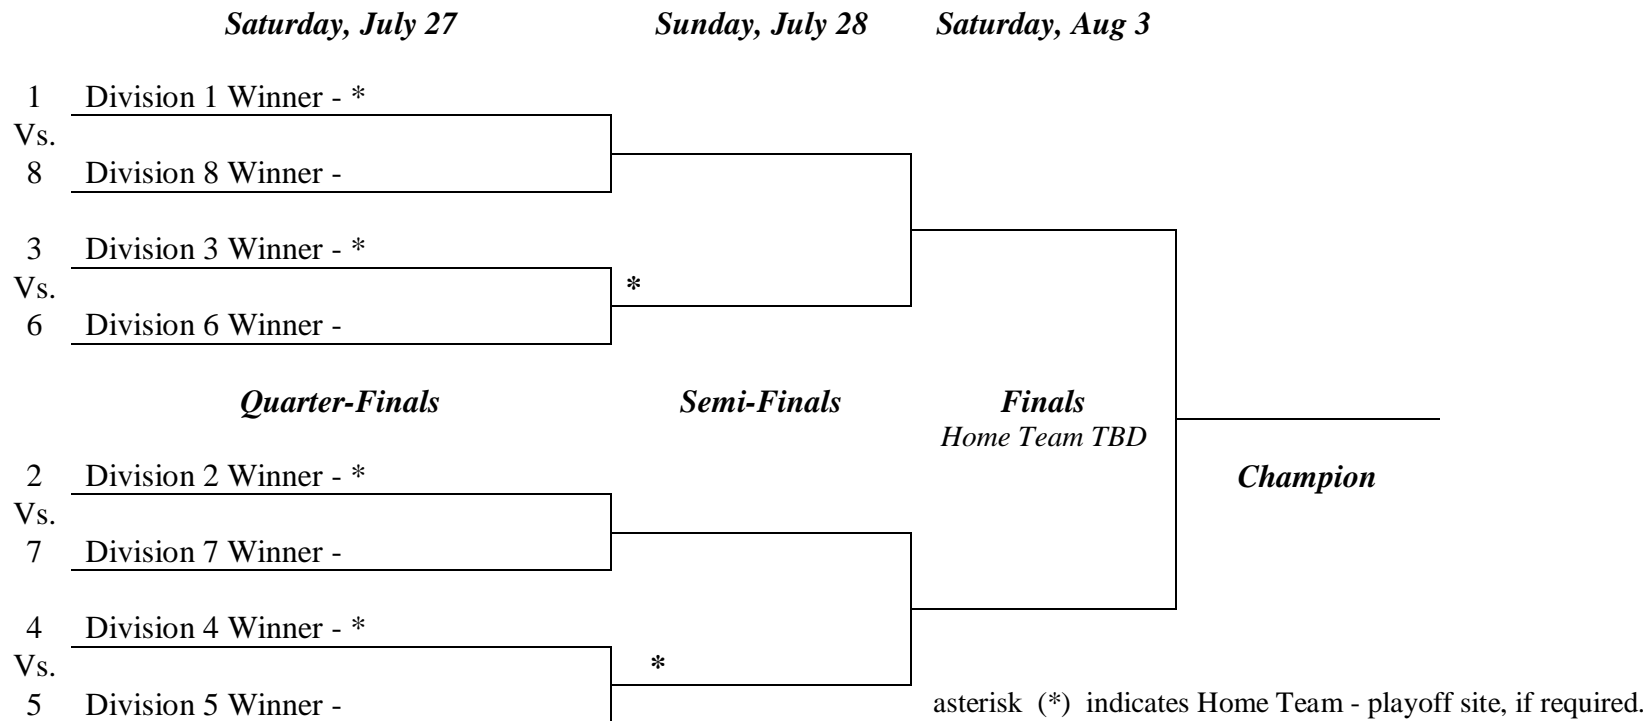 Saturday, July 27 Sunday, July 28 Saturday, Aug 3
1 Division 1 Winner - *
Vs.
8 Division 8 Winner -
3 Division 3 Winner - *
Vs. *
6 Division 6 Winner -
Quarter-Finals Semi-Finals Finals
Home Team TBD
2 Division 2 Winner - * Champion
Vs.
7 Division 7 Winner -
4 Division 4 Winner - *
Vs. *
5 Division 5 Winner - asterisk (*) indicates Home Team - playoff site, if required.